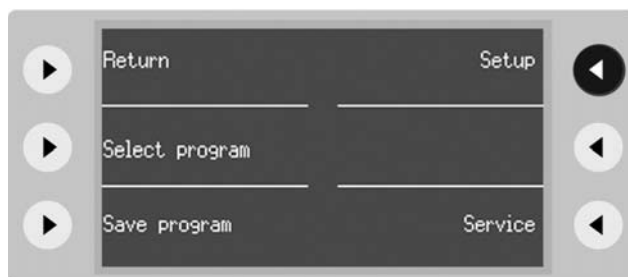 Return
Setup
Select program
Save program
Service